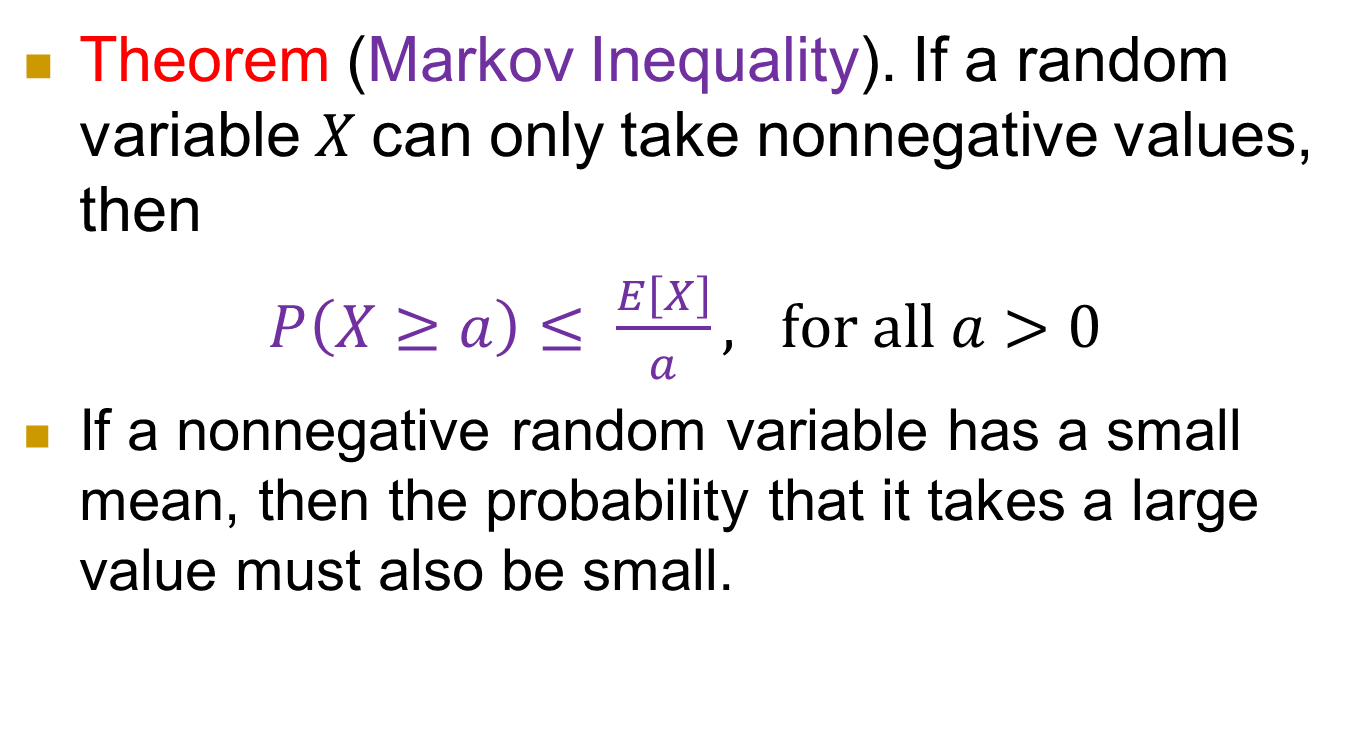 Theorem (Markov Inequality). If a random
variable 𝑋 can only take nonnegative values,
then
𝑃(𝑋 ≥ 𝑎) ≤ 𝐸[𝑋]/𝑎, for all 𝑎 > 0
If a nonnegative random variable has a small
mean, then the probability that it takes a large
value must also be small.